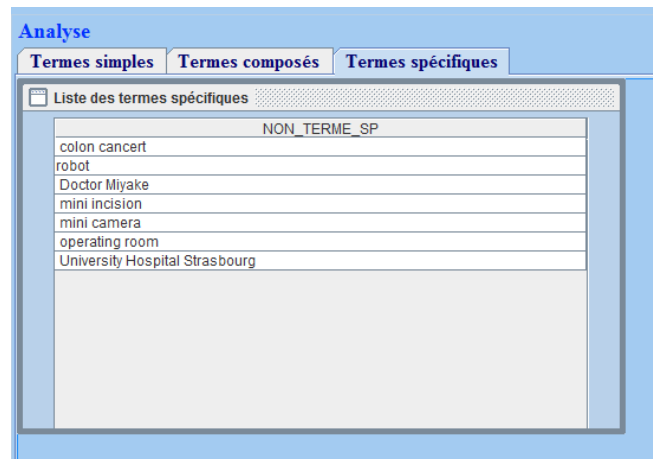 Analyse
Termes simples Termes composés Termes spécifiques
Liste des termes spécifiques
NON_TERME_SP
colon cancert
robot
Doctor Miyake
mini incision
mini camera
operating room
University Hospital Strasbourg